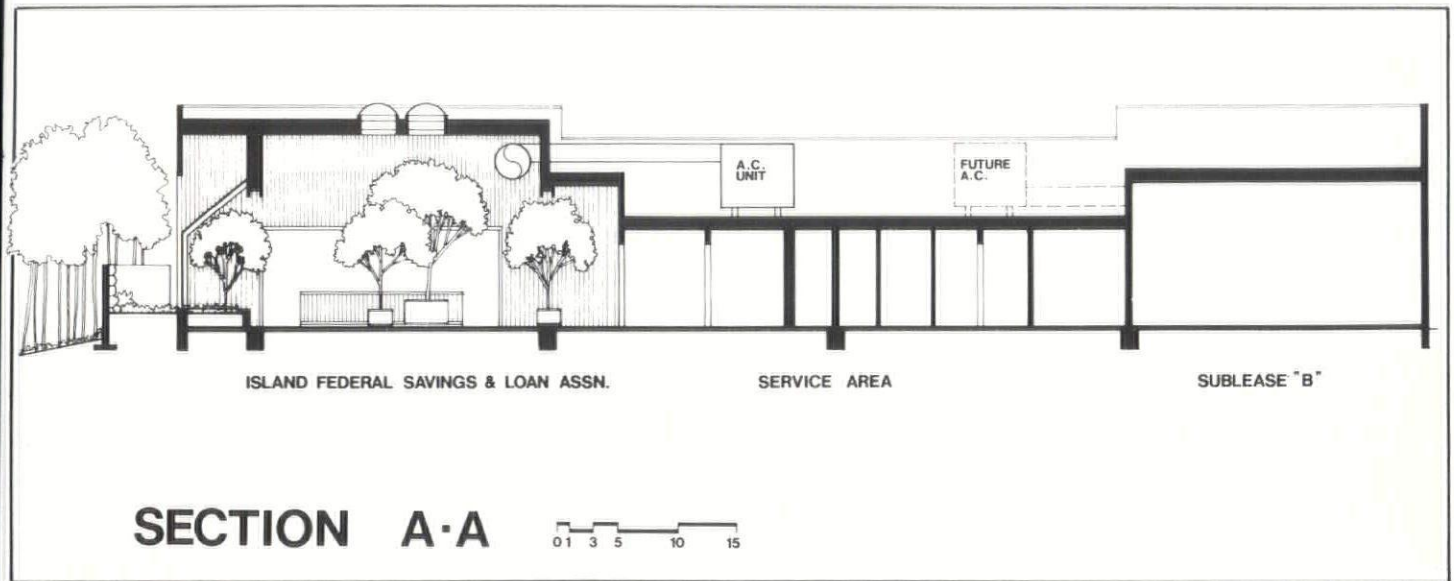 A.C.
UNIT
FUTURE
A.C.
ISLAND FEDERAL SAVINGS & LOAN ASSN.
SERVICE AREA
SUBLEASE "B"
SECTION A·A
0 1 3 5 10 15